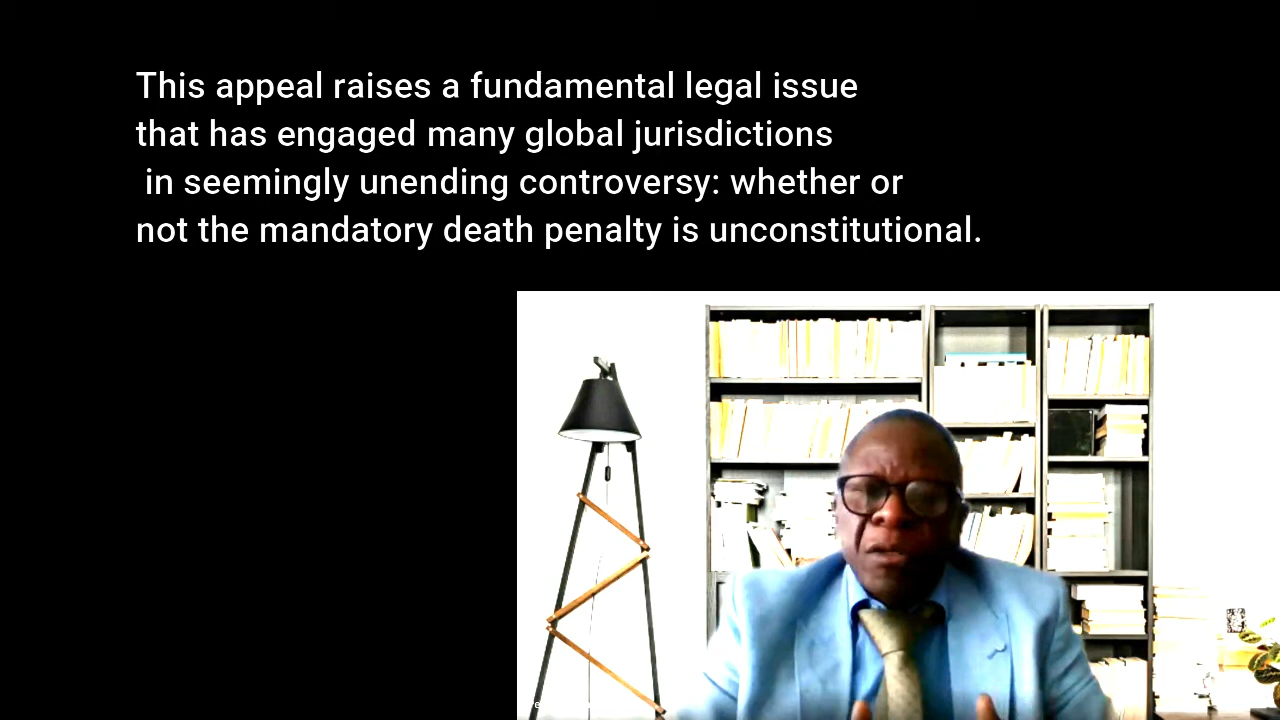 This appeal raises a fundamental legal issue
that has engaged many global jurisdictions
in seemingly unending controversy: whether or
not the mandatory death penalty is unconstitutional.